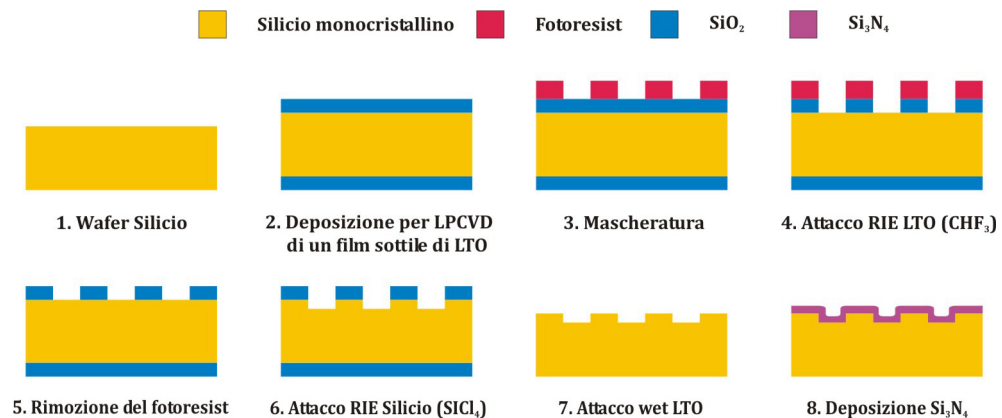 Silicio monocristallino
Fotoresist
SiO₂
Si₃N₄
1. Wafer Silicio
2. Deposizione per LPCVD
di un film sottile di LTO
3. Mascheratura
4. Attacco RIE LTO (CHF₃)
5. Rimozione del fotoresist
6. Attacco RIE Silicio (SICl₄)
7. Attacco wet LTO
8. Deposizione Si₃N₄